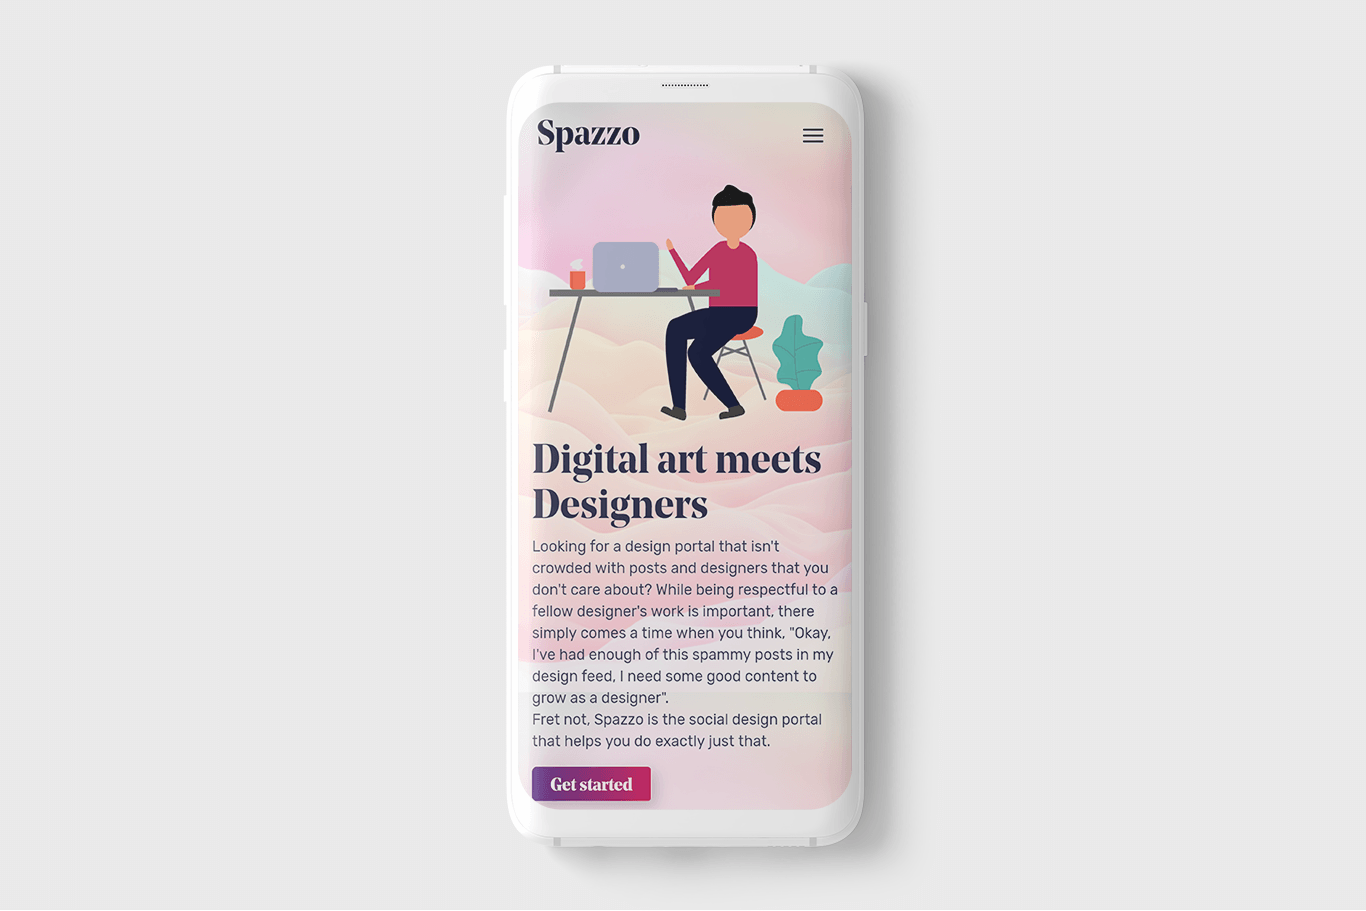 Spazzo
Digital art meets
Designers
Looking for a design portal that isn't
crowded with posts and designers that you
don't care about? While being respectful to a
fellow designer's work is important, there
simply comes a time when you think, "Okay,
I've had enough of this spammy posts in my
design feed, I need some good content to
grow as a designer".
Fret not, Spazzo is the social design portal
that helps you do exactly just that.
Get started